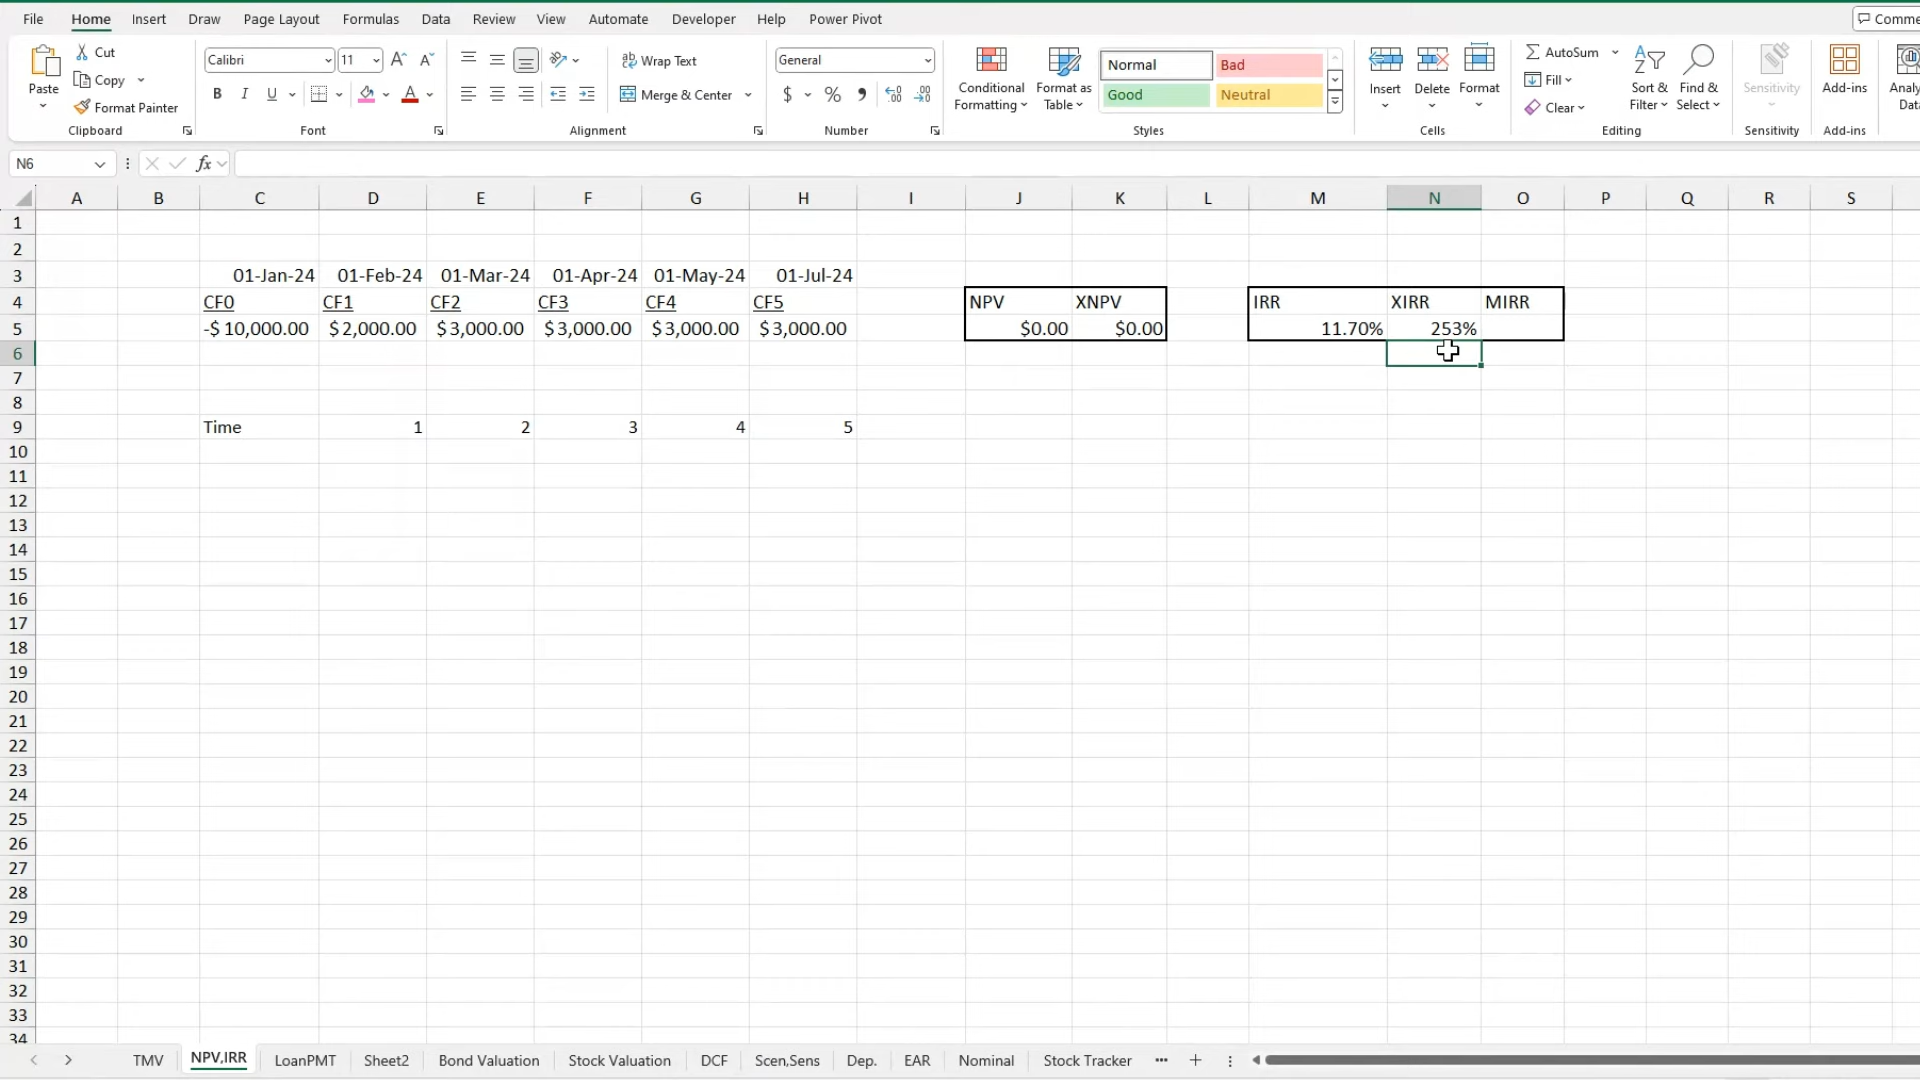 File Home Insert Draw Page Layout Formulas Data Review View Automate Developer Help Power Pivot
Paste
Cut
Copy
Format Painter
Clipboard
Calibri 11
B I U
Font
Wrap Text
Merge & Center
Alignment
General
$ % 9
Number
Conditional Formatting
Format as Table
Normal Bad
Good Neutral
Styles
Insert Delete Format
Cells
AutoSum
Fill
Clear
Sort & Filter
Find & Select
Editing
Sensitivity
Sensitivity
Add-ins
Add-ins
N6 fx
A B C D E F G H I J K L M N O P Q R S
1
2
3 01-Jan-24 01-Feb-24 01-Mar-24 01-Apr-24 01-May-24 01-Jul-24
4 CF0 CF1 CF2 CF3 CF4 CF5 NPV XNPV IRR XIRR MIRR
5 -$ 10,000.00 $ 2,000.00 $ 3,000.00 $ 3,000.00 $ 3,000.00 $ 3,000.00 $0.00 $0.00 11.70% 253%
6
7
8
9 Time 1 2 3 4 5
10
11
12
13
14
15
16
17
18
19
20
21
22
23
24
25
26
27
28
29
30
31
32
33
34
TMV NPV,IRR LoanPMT Sheet2 Bond Valuation Stock Valuation DCF Scen,Sens Dep. EAR Nominal Stock Tracker